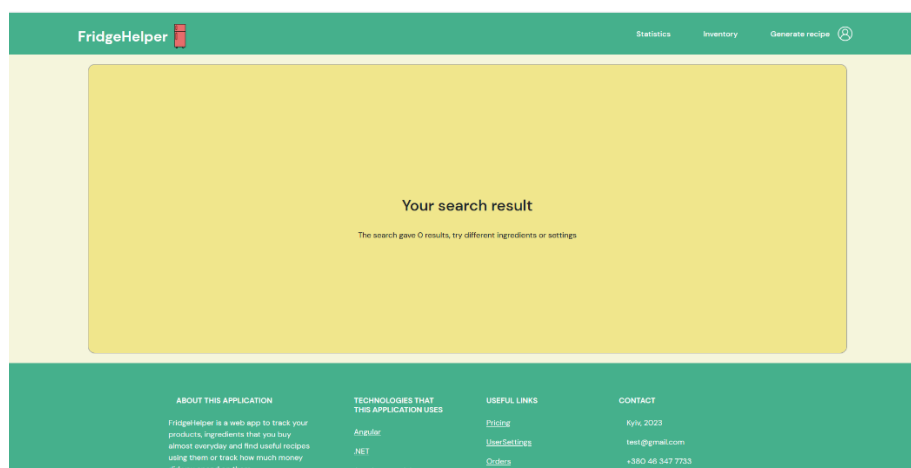 FridgeHelper
Statistics
Inventory
Generate recipe
Your search result
The search gave 0 results, try different ingredients or settings
ABOUT THIS APPLICATION
FridgeHelper is a web app to track your
products, ingredients that you buy
almost everyday and find useful recipes
using them or track how much money
TECHNOLOGIES THAT
THIS APPLICATION USES
Angular
.NET
USEFUL LINKS
Pricing
UserSettings
Orders
CONTACT
Kyiv, 2023
test@gmail.com
+380 46 347 7733